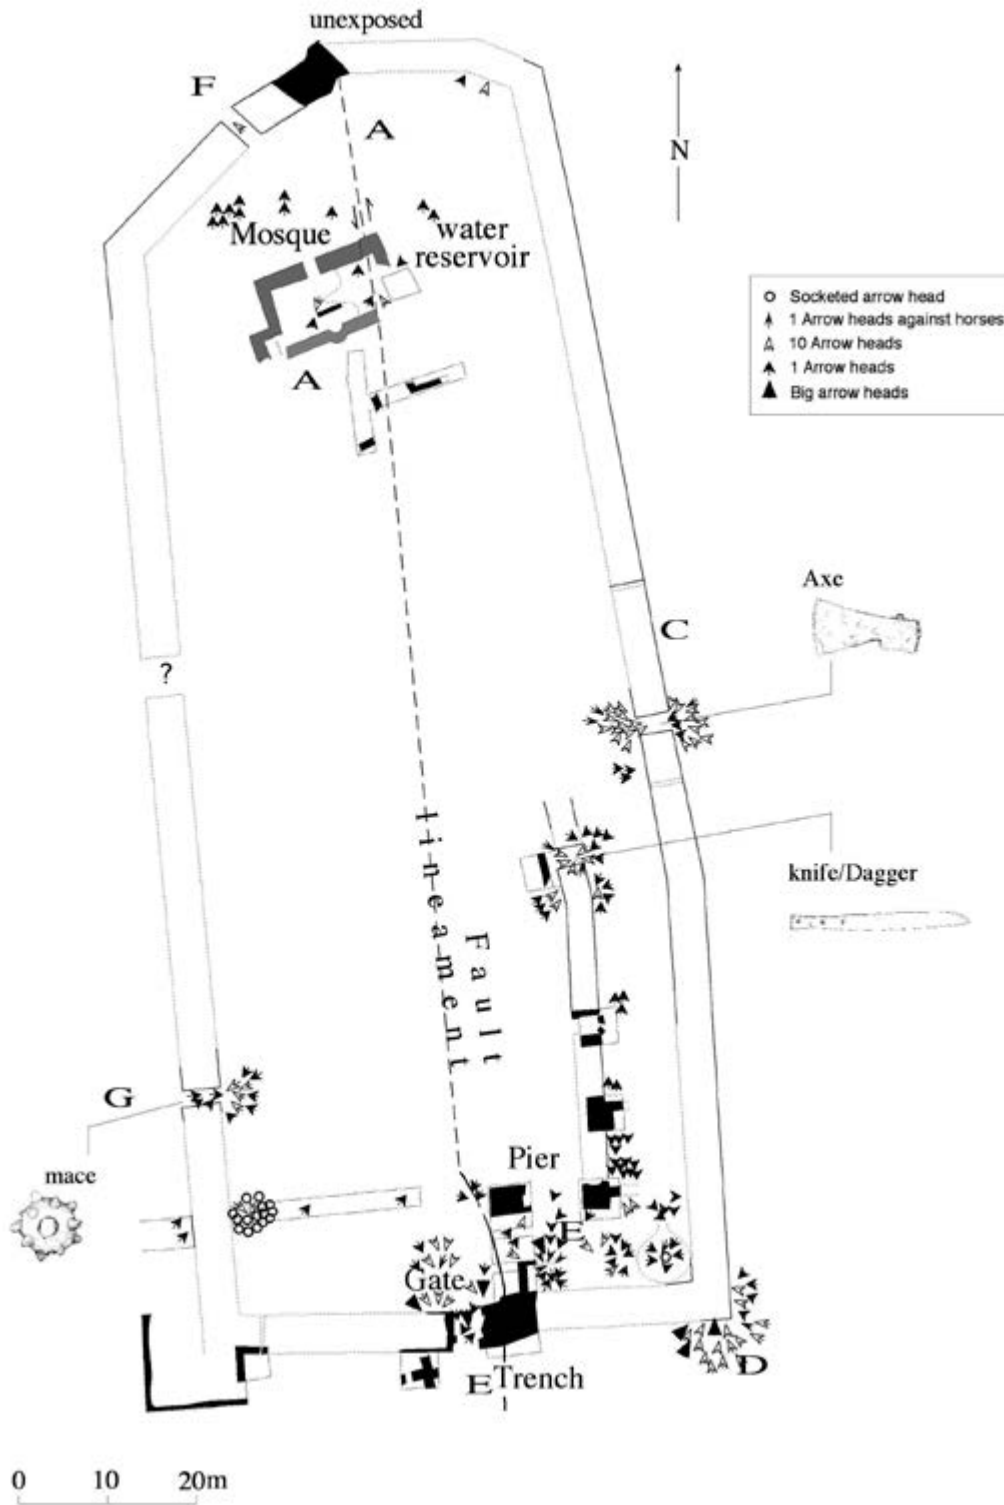 unexposed
F
A
N
Mosque
water
reservoir
Socketed arrow head
1 Arrow heads against horses
10 Arrow heads
1 Arrow heads
Big arrow heads
A
Axe
C
?
knife/Dagger
lineament
Fault
G
mace
Pier
E
Gate
D
E
Trench
0 10 20m